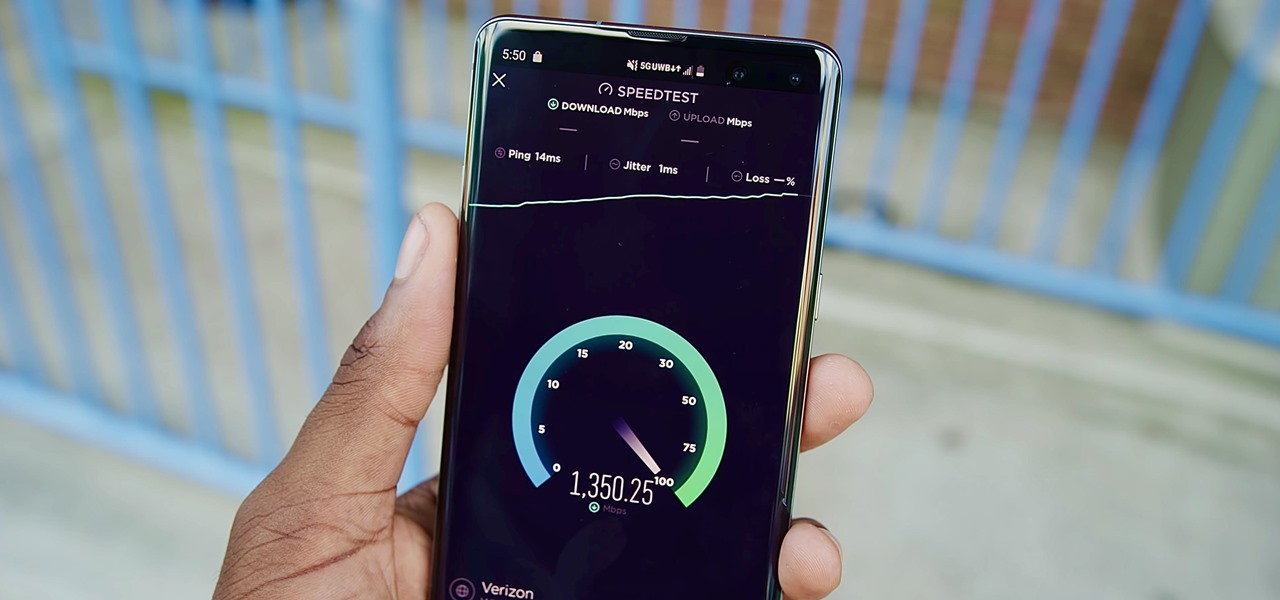 5:50 5GUWB
SPEEDTEST
DOWNLOAD Mbps UPLOAD Mbps
— —
Ping 14ms Jitter 1ms Loss —%
0
5
10
15
20
30
50
75
100
1,350.25
Mbps
Verizon